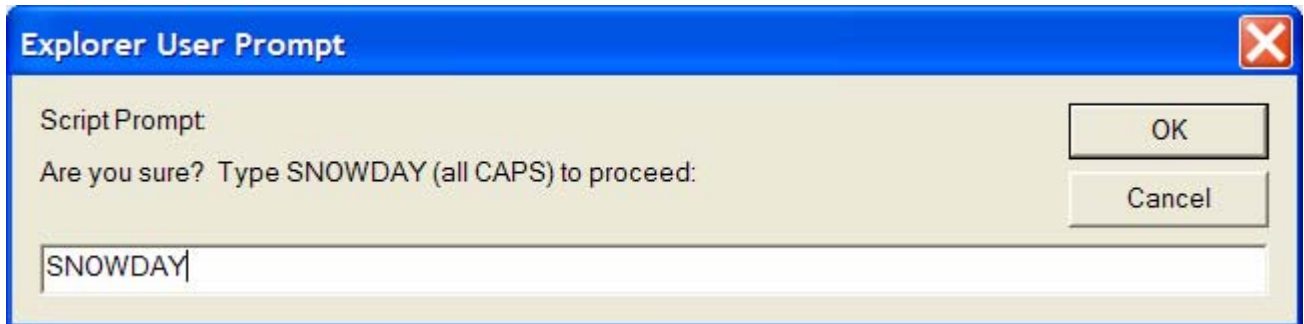 Explorer User Prompt
Script Prompt:
OK
Are you sure?  Type SNOWDAY (all CAPS) to proceed:
Cancel
SNOWDAY